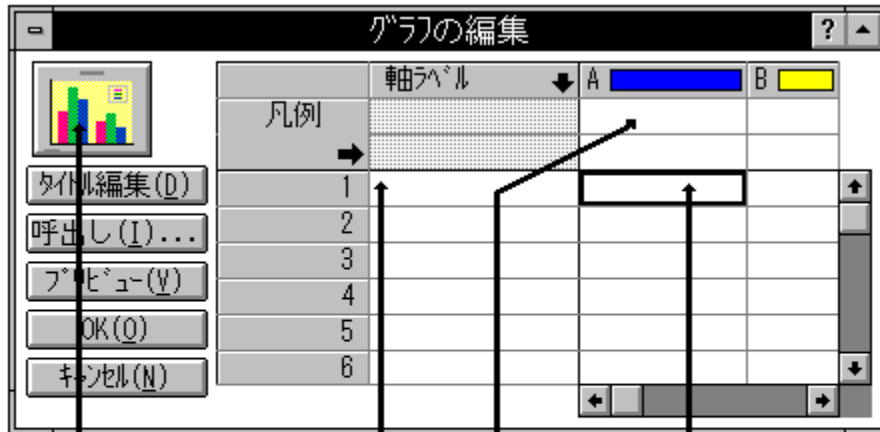 グラフの編集
?
軸ﾗﾍﾞﾙ A B
凡例
ﾀｲﾄﾙ編集(D) 1
呼出し(I)... 2
ﾌﾟﾚﾋﾞｭｰ(V) 3
4
OK(O) 5
ｷｬﾝｾﾙ(N) 6